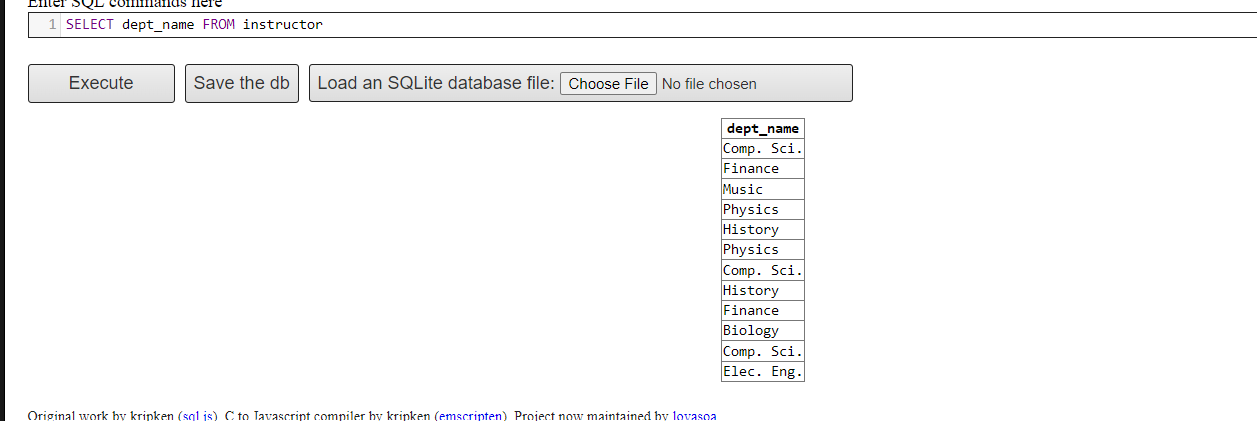 Enter SQL commands here
1 SELECT dept_name FROM instructor
Execute Save the db Load an SQLite database file: Choose File No file chosen
dept_name
Comp. Sci.
Finance
Music
Physics
History
Physics
Comp. Sci.
History
Finance
Biology
Comp. Sci.
Elec. Eng.
Original work by kripken (sql.js). C to Javascript compiler by kripken (emscripten). Project now maintained by lovasoa